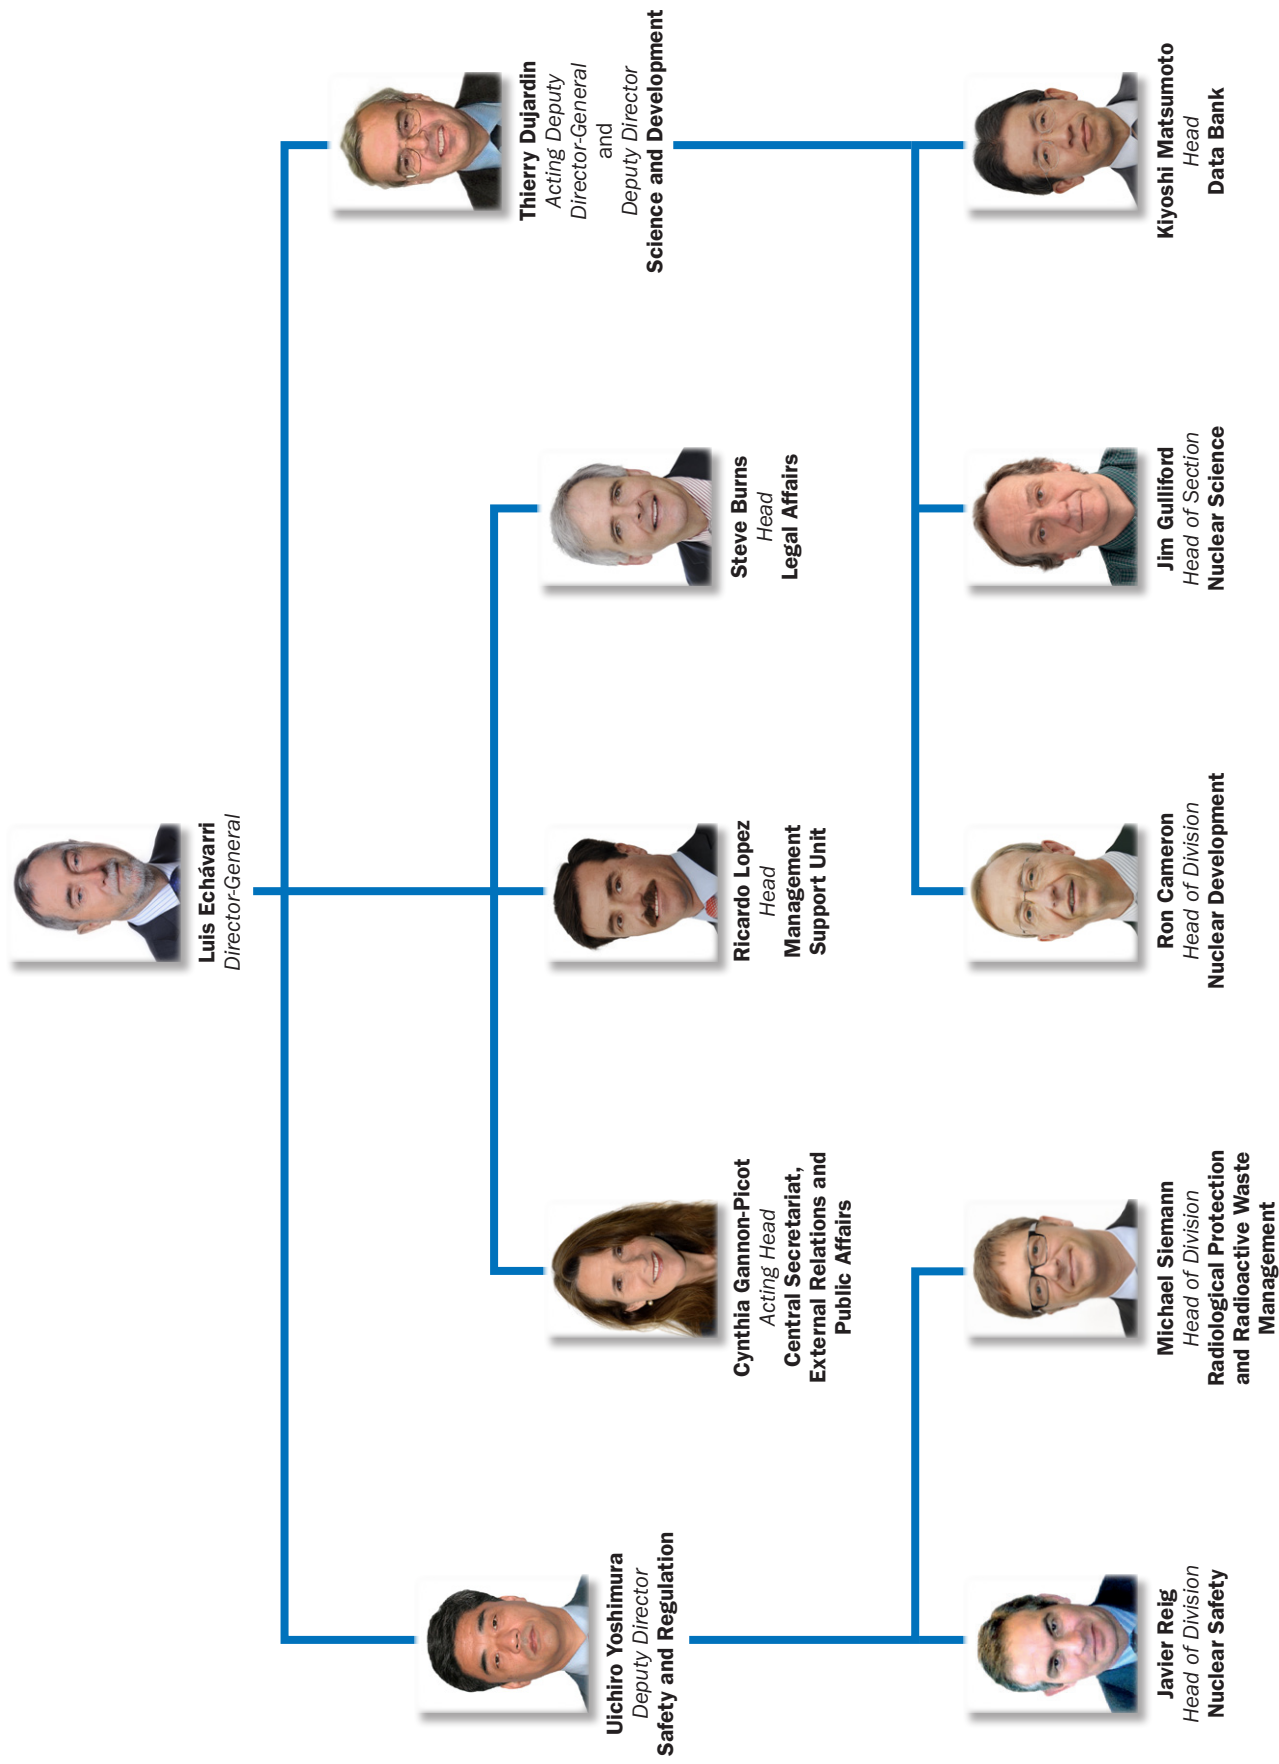 Luis Echávarri
Director-General
Uichiro Yoshimura
Deputy Director
Safety and Regulation
Thierry Dujardin
Acting Deputy
Director-General
and
Deputy Director
Science and Development
Cynthia Gannon-Picot
Acting Head
Central Secretariat,
External Relations and
Public Affairs
Ricardo Lopez
Head
Management
Support Unit
Steve Burns
Head
Legal Affairs
Javier Reig
Head of Division
Nuclear Safety
Michael Siemann
Head of Division
Radiological Protection
and Radioactive Waste
Management
Ron Cameron
Head of Division
Nuclear Development
Jim Gulliford
Head of Section
Nuclear Science
Kiyoshi Matsumoto
Head
Data Bank